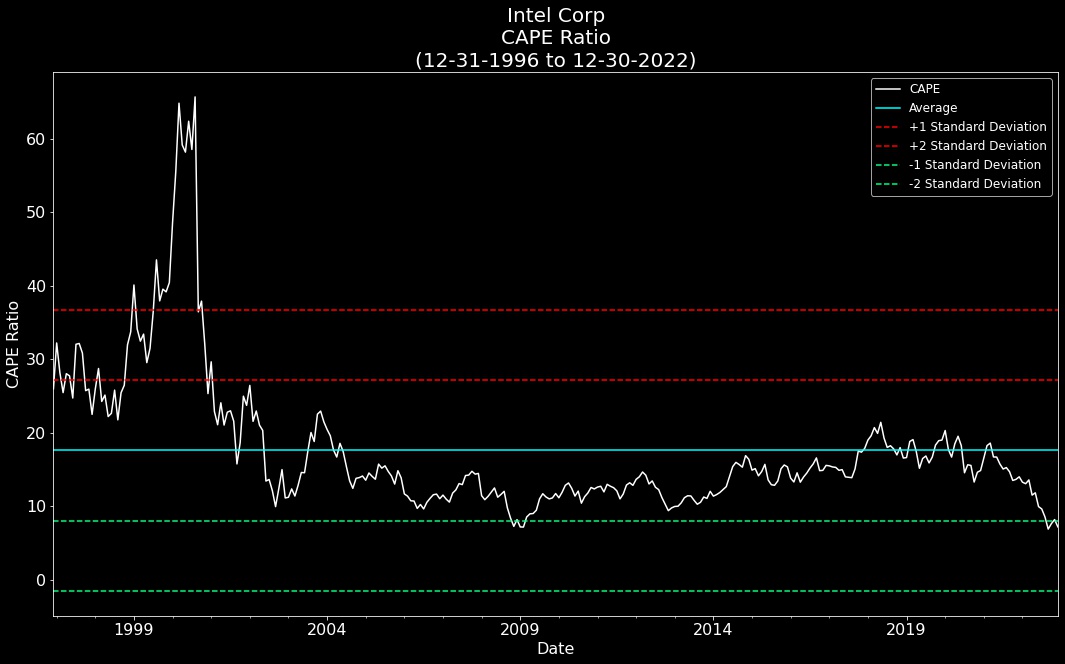 Intel Corp
CAPE Ratio
(12-31-1996 to 12-30-2022)
CAPE
Average
+1 Standard Deviation
+2 Standard Deviation
-1 Standard Deviation
-2 Standard Deviation
CAPE Ratio
60
50
40
30
20
10
0
1999
2004
2009
2014
2019
Date